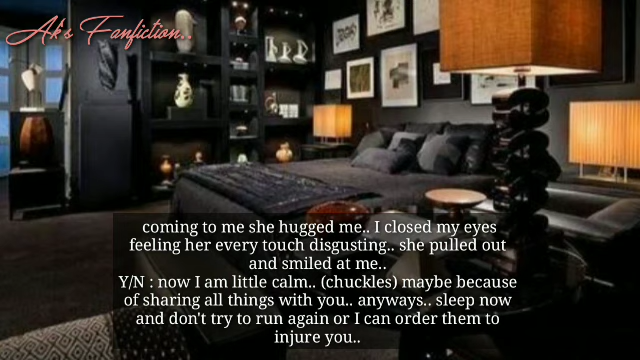 Ak's Fanfiction..
coming to me she hugged me.. I closed my eyes
feeling her every touch disgusting.. she pulled out
and smiled at me..
Y/N : now I am little calm.. (chuckles) maybe because
of sharing all things with you.. anyways.. sleep now
and don't try to run again or I can order them to
injure you..